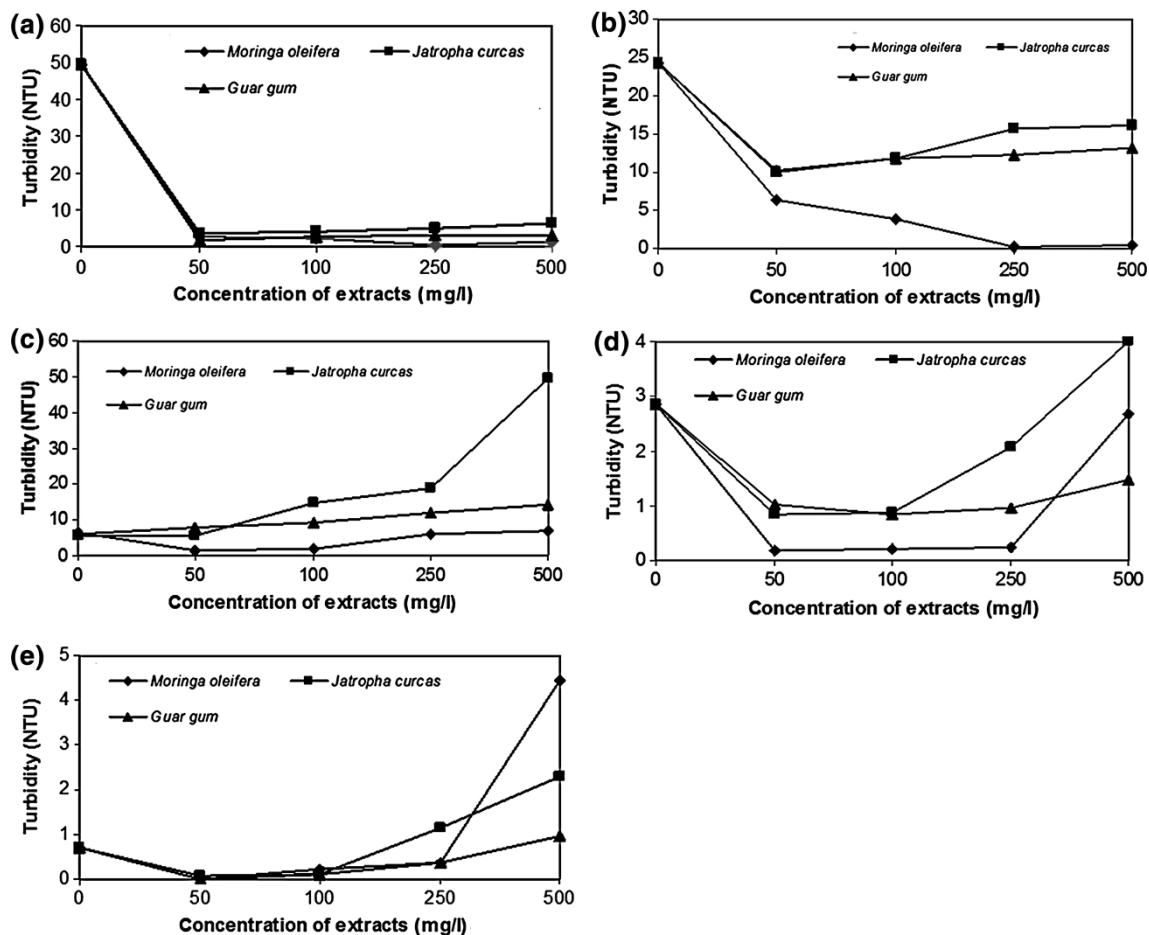 (a)
60
50
40
30
20
10
0
Turbidity (NTU)
Moringa oleifera
Jatropha curcas
Guar gum
0 50 100 250 500
Concentration of extracts (mg/l)
(b)
30
25
20
15
10
5
0
Turbidity (NTU)
Moringa oleifera
Jatropha curcas
Guar gum
0 50 100 250 500
Concentration of extracts (mg/l)
(c)
60
50
40
30
20
10
0
Turbidity (NTU)
Moringa oleifera
Jatropha curcas
Guar gum
0 50 100 250 500
Concentration of extracts (mg/l)
(d)
4
3
2
1
0
Turbidity (NTU)
Moringa oleifera
Jatropha curcas
Guar gum
0 50 100 250 500
Concentration of extracts (mg/l)
(e)
5
4
3
2
1
0
Turbidity (NTU)
Moringa oleifera
Jatropha curcas
Guar gum
0 50 100 250 500
Concentration of extracts (mg/l)